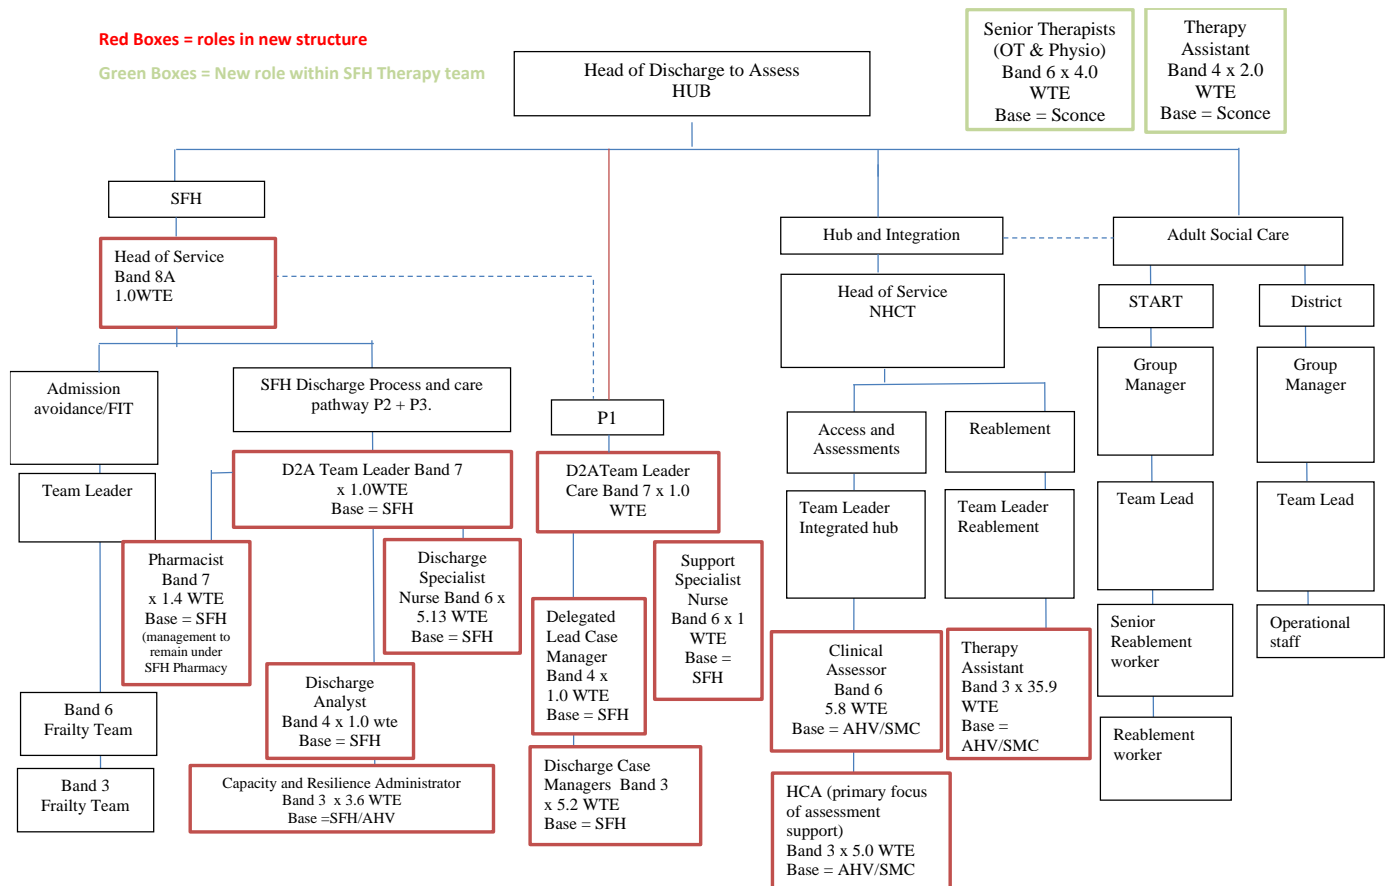 Red Boxes = roles in new structure
Green Boxes = New role within SFH Therapy team
Head of Discharge to Assess
HUB
Senior Therapists
(OT & Physio)
Band 6 x 4.0
WTE
Base = Sconce
Therapy
Assistant
Band 4 x 2.0
WTE
Base = Sconce
SFH
Head of Service
Band 8A
1.0WTE
Admission
avoidance/FIT
Team Leader
Band 6
Frailty Team
Band 3
Frailty Team
SFH Discharge Process and care
pathway P2 + P3.
D2A Team Leader Band 7
x 1.0WTE
Base = SFH
Pharmacist
Band 7
x 1.4 WTE
Base = SFH
(management to
remain under
SFH Pharmacy
Discharge
Specialist
Nurse Band 6 x
5.13 WTE
Base = SFH
Discharge
Analyst
Band 4 x 1.0 wte
Base = SFH
Capacity and Resilience Administrator
Band 3  x 3.6 WTE
Base =SFH/AHV
P1
D2ATeam Leader
Care Band 7 x 1.0
WTE
Delegated
Lead Case
Manager
Band 4 x
1.0 WTE
Base = SFH
Discharge Case
Managers  Band 3
x 5.2 WTE
Base = SFH
Support
Specialist
Nurse
Band 6 x 1
WTE
Base =
SFH
Hub and Integration
Head of Service
NHCT
Access and
Assessments
Team Leader
Integrated hub
Clinical
Assessor
Band 6
5.8 WTE
Base = AHV/SMC
HCA (primary focus
of assessment
support)
Band 3 x 5.0 WTE
Base = AHV/SMC
Reablement
Team Leader
Reablement
Therapy
Assistant
Band 3 x 35.9
WTE
Base =
AHV/SMC
Adult Social Care
START
Group
Manager
Team Lead
Senior
Reablement
worker
Reablement
worker
District
Group
Manager
Team Lead
Operational
staff